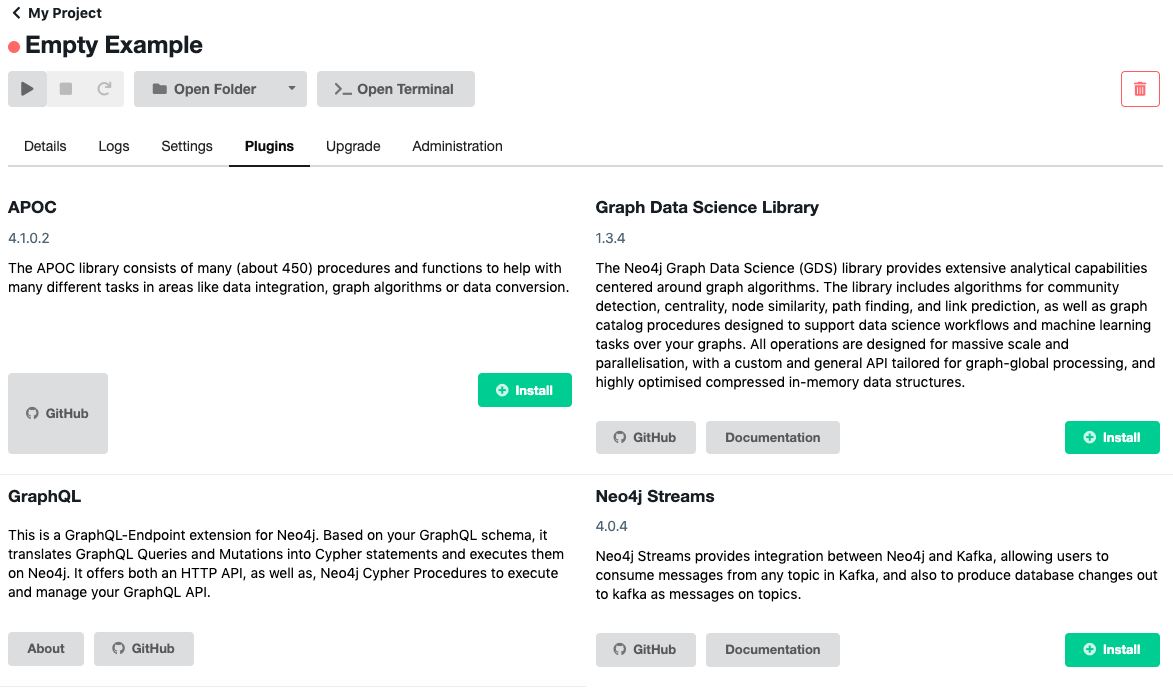 My Project
Empty Example
Open Folder
Open Terminal
Details Logs Settings Plugins Upgrade Administration
APOC
4.1.0.2
The APOC library consists of many (about 450) procedures and functions to help with
many different tasks in areas like data integration, graph algorithms or data conversion.
GitHub
Install
Graph Data Science Library
1.3.4
The Neo4j Graph Data Science (GDS) library provides extensive analytical capabilities
centered around graph algorithms. The library includes algorithms for community
detection, centrality, node similarity, path finding, and link prediction, as well as graph
catalog procedures designed to support data science workflows and machine learning
tasks over your graphs. All operations are designed for massive scale and
parallelisation, with a custom and general API tailored for graph-global processing, and
highly optimised compressed in-memory data structures.
GitHub
Documentation
Install
GraphQL
This is a GraphQL-Endpoint extension for Neo4j. Based on your GraphQL schema, it
translates GraphQL Queries and Mutations into Cypher statements and executes them
on Neo4j. It offers both an HTTP API, as well as, Neo4j Cypher Procedures to execute
and manage your GraphQL API.
About
GitHub
Neo4j Streams
4.0.4
Neo4j Streams provides integration between Neo4j and Kafka, allowing users to
consume messages from any topic in Kafka, and also to produce database changes out
to kafka as messages on topics.
GitHub
Documentation
Install